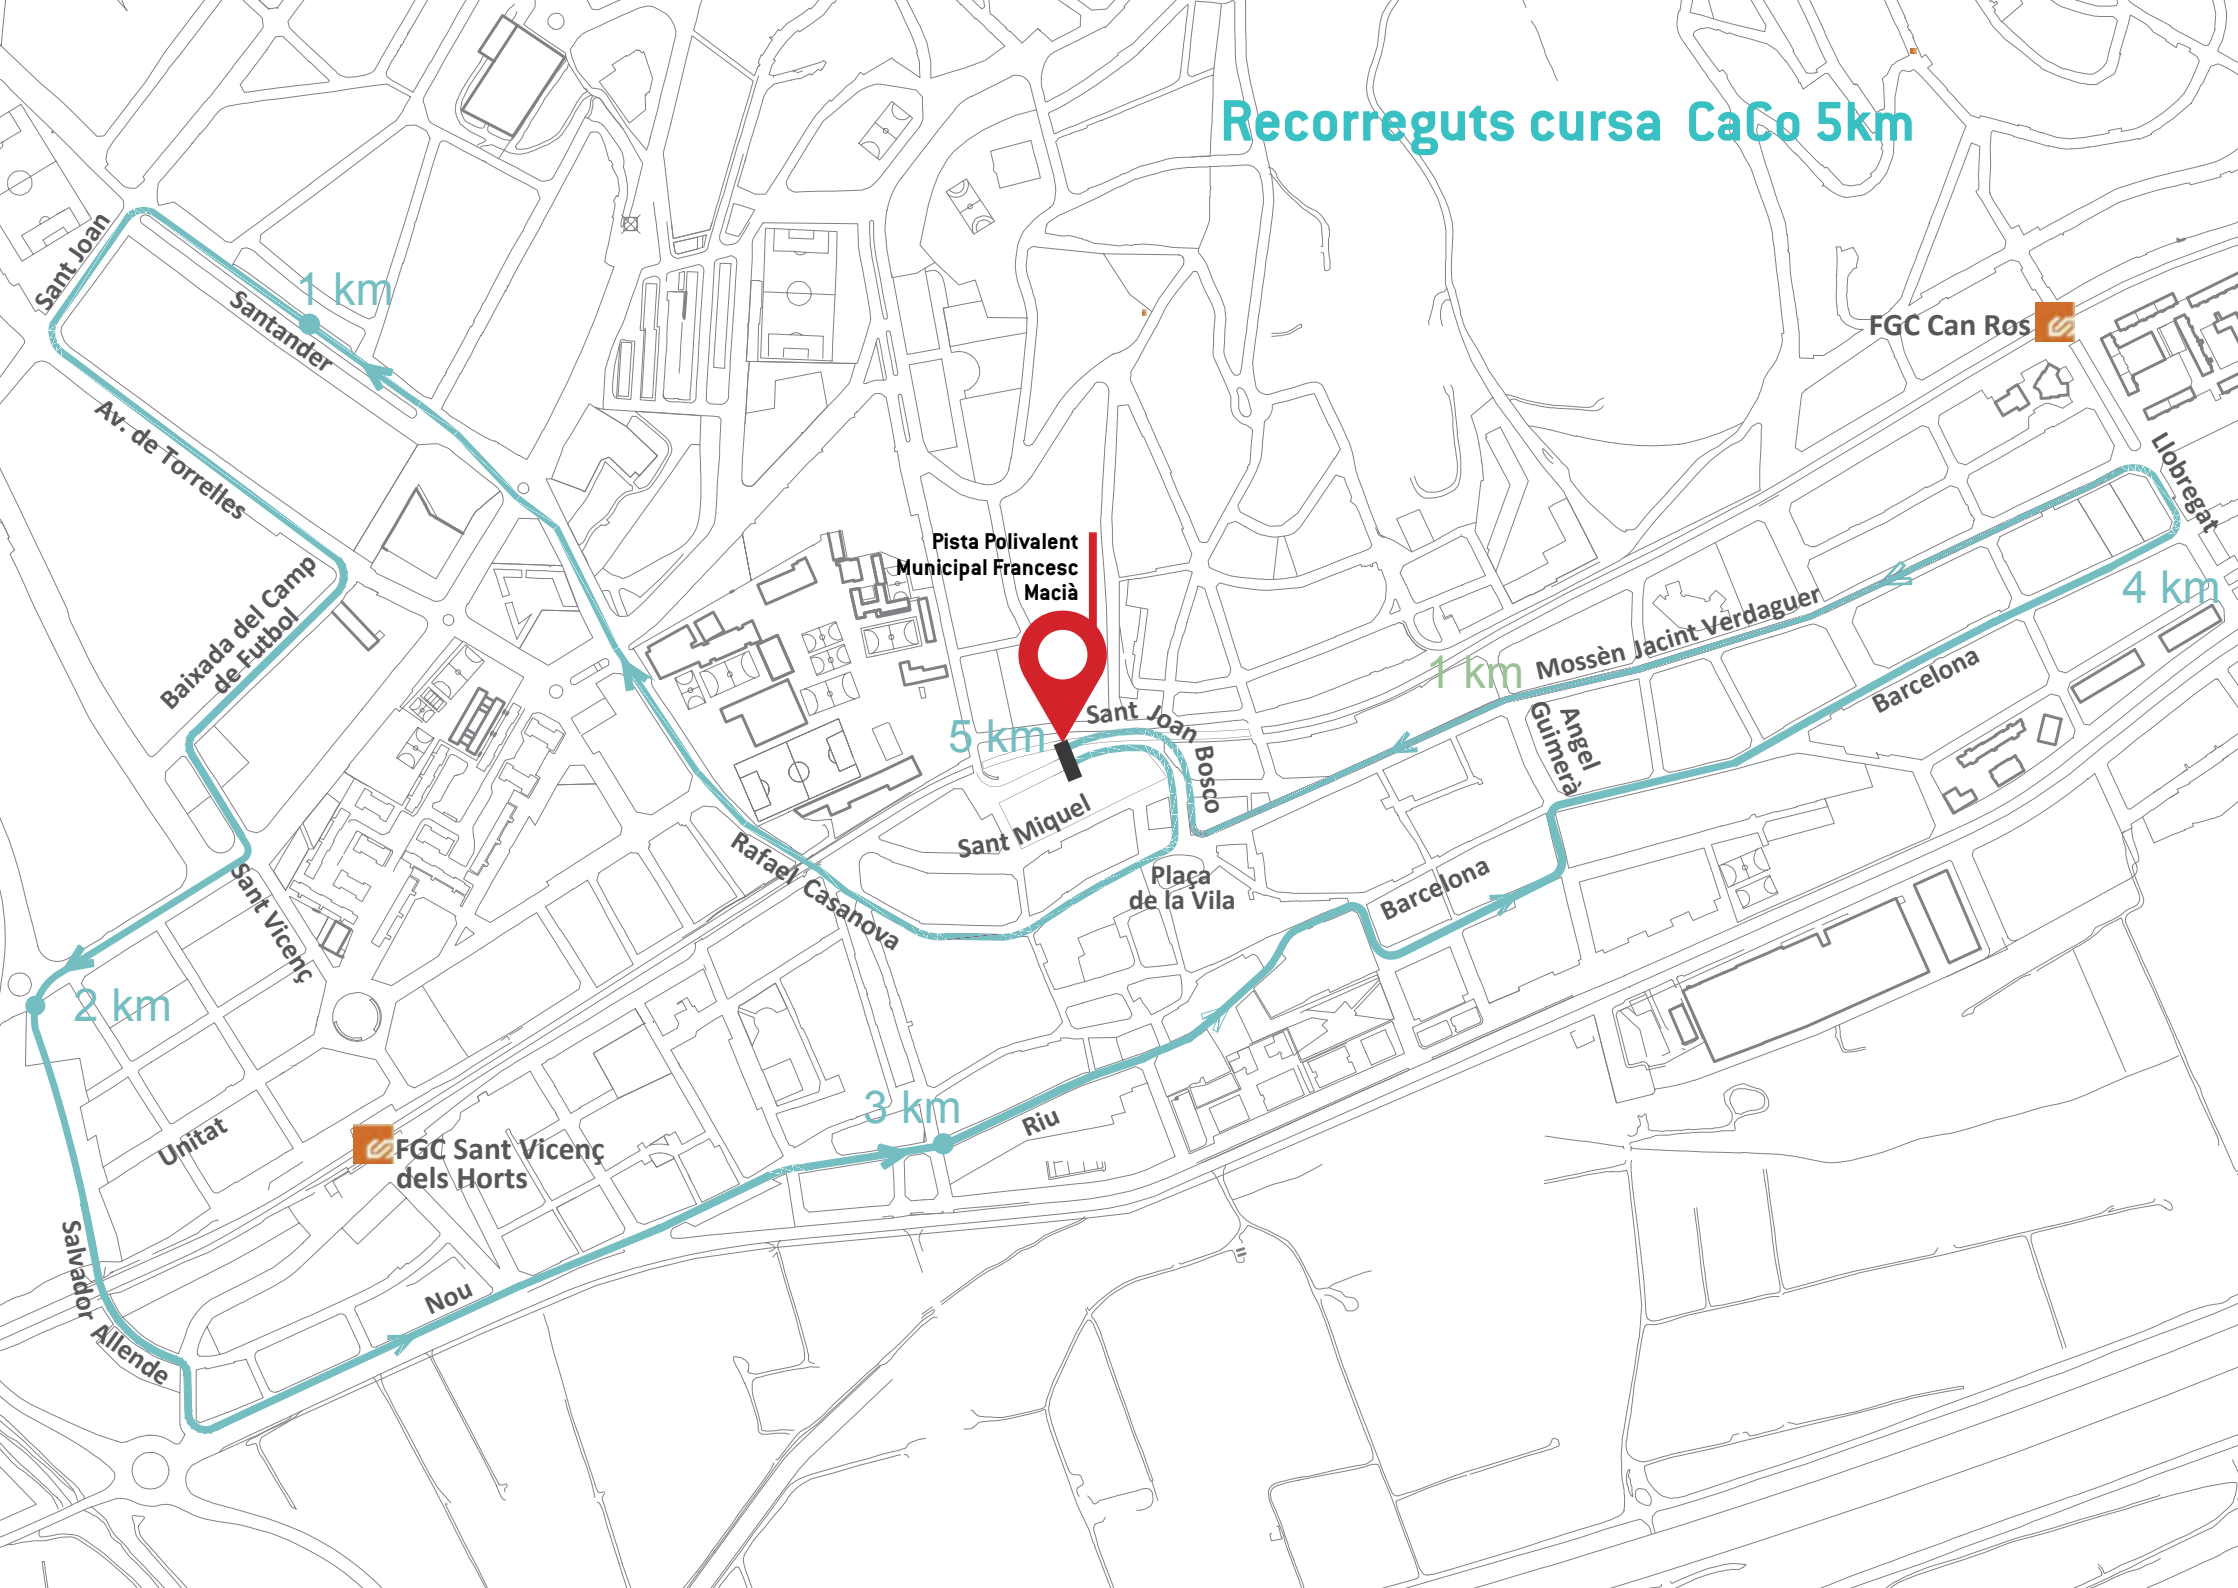 Recorreguts cursa CaCo 5km
Sant Joan
1 km
Santander
FGC Can Ros
Av. de Torrelles
Llobregat
Pista Polivalent
Municipal Francesc
Macià
Baixada del Camp
de Futbol
4 km
Mossèn Jacint Verdaguer
1 km
Barcelona
Angel
Guimerà
Sant Joan Bosco
5 km
Sant Miquel
Rafael Casanova
Plaça
de la Vila
Barcelona
Sant Vicenç
2 km
3 km
Riu
Unitat
FGC Sant Vicenç
dels Horts
Salvador Allende
Nou